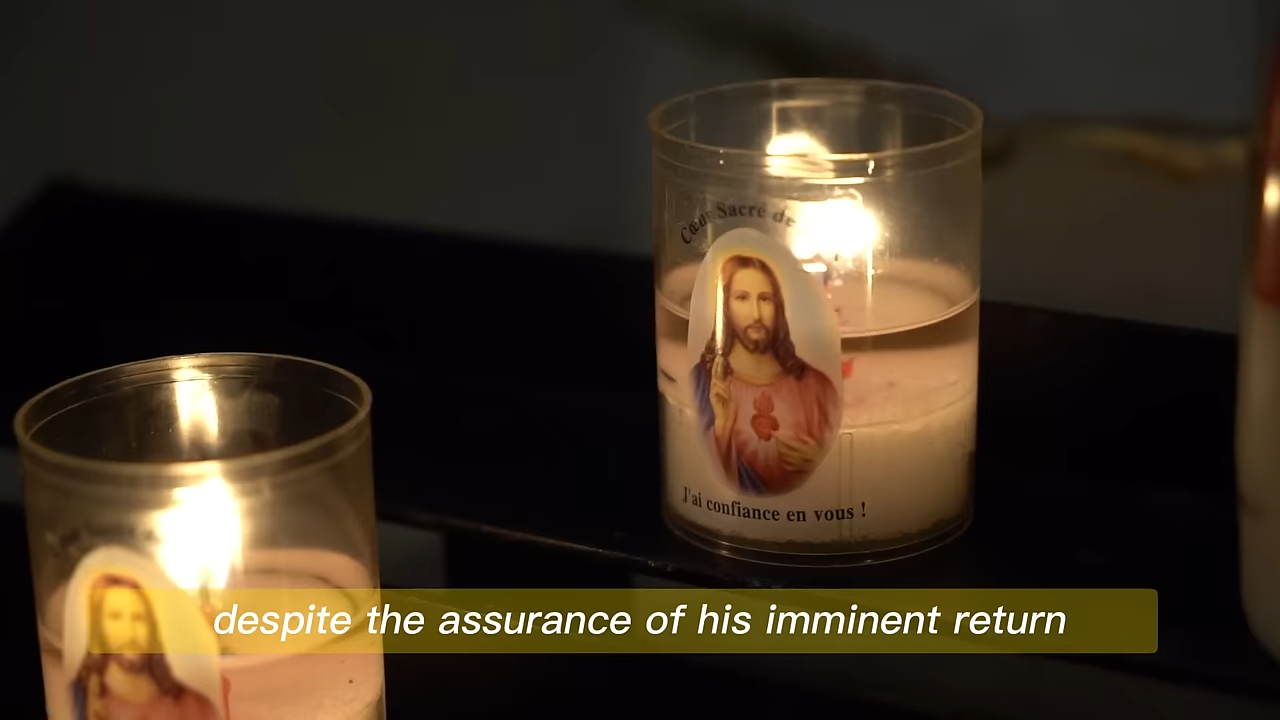 Cœur Sacré de
J'ai confiance en vous !
despite the assurance of his imminent return